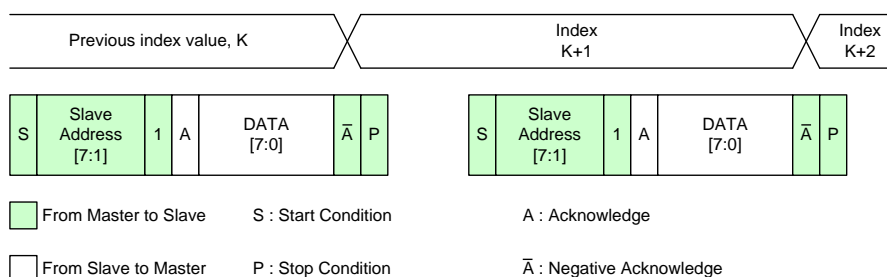 Previous index value, K
Index
K+1
Index
K+2
S
Slave
Address
[7:1]
1
A
DATA
[7:0]
A̅
P
S
Slave
Address
[7:1]
1
A
DATA
[7:0]
A̅
P
From Master to Slave
S : Start Condition
A : Acknowledge
From Slave to Master
P : Stop Condition
A̅ : Negative Acknowledge